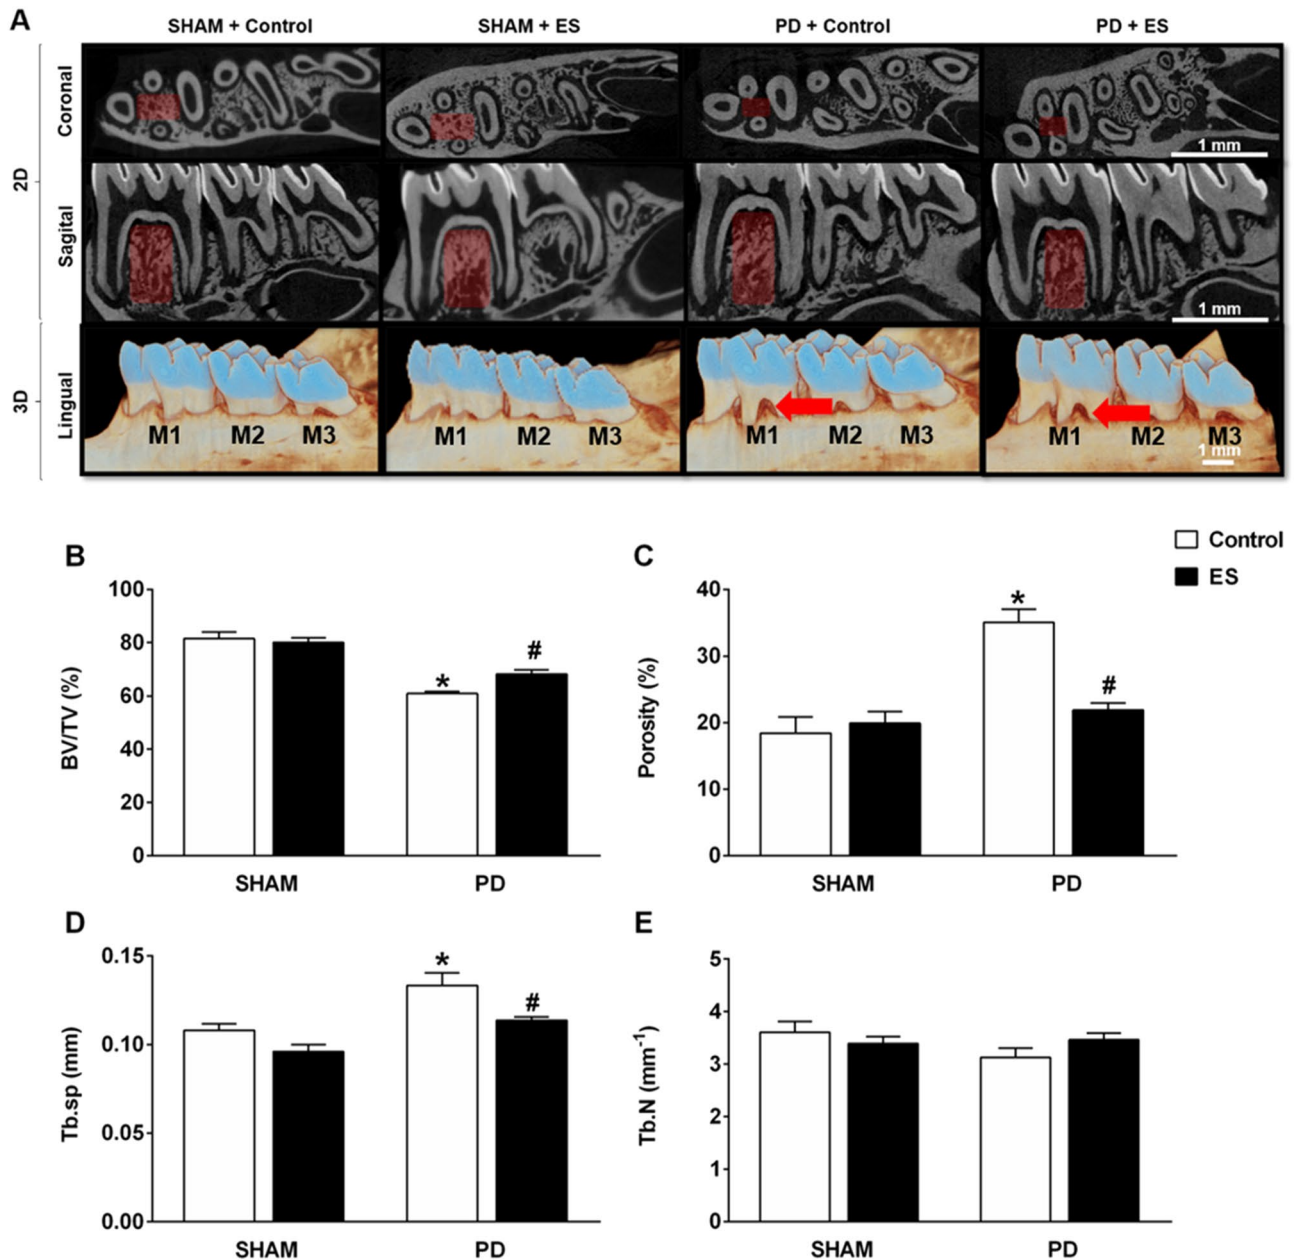 A
SHAM + Control
SHAM + ES
PD + Control
PD + ES
2D
Coronal
1 mm
Sagital
1 mm
3D
Lingual
M1 M2 M3
M1 M2 M3
M1 M2 M3
M1 M2 M3
1 mm
Control
ES
B
BV/TV (%)
100
80
60
40
20
0
*
#
SHAM
PD
C
Porosity (%)
40
30
20
10
0
*
#
SHAM
PD
D
Tb.sp (mm)
0.15
0.10
0.05
0.00
*
#
SHAM
PD
E
Tb.N (mm⁻¹)
5
4
3
2
1
0
SHAM
PD